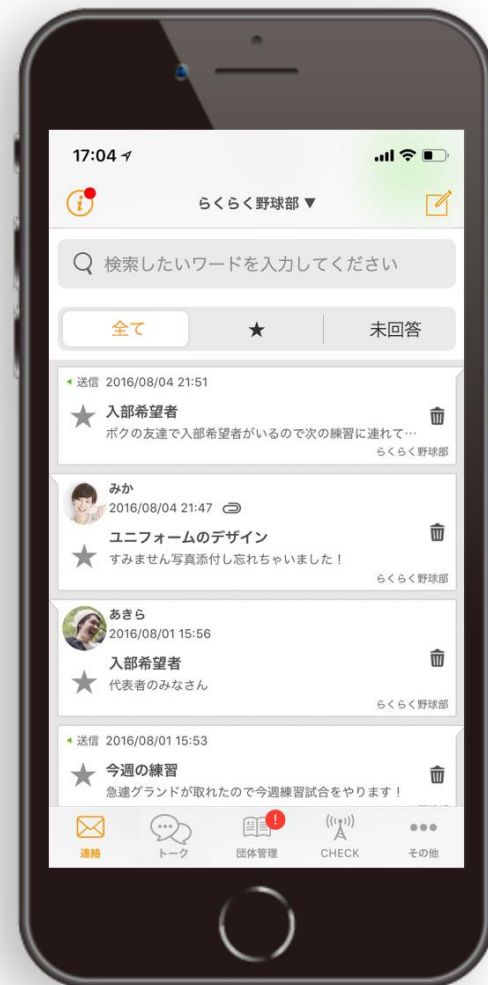 17:04
らくらく野球部 ▼
検索したいワードを入力してください
全て ★ 未回答
送信 2016/08/04 21:51
入部希望者
ボクの友達で入部希望者がいるので次の練習に連れて…
らくらく野球部
みか
2016/08/04 21:47
ユニフォームのデザイン
すみません写真添付し忘れちゃいました！
らくらく野球部
あきら
2016/08/01 15:56
入部希望者
代表者のみなさん
らくらく野球部
送信 2016/08/01 15:53
今週の練習
急遽グランドが取れたので今週練習試合をやります！
連絡 トーク 団体管理 CHECK その他